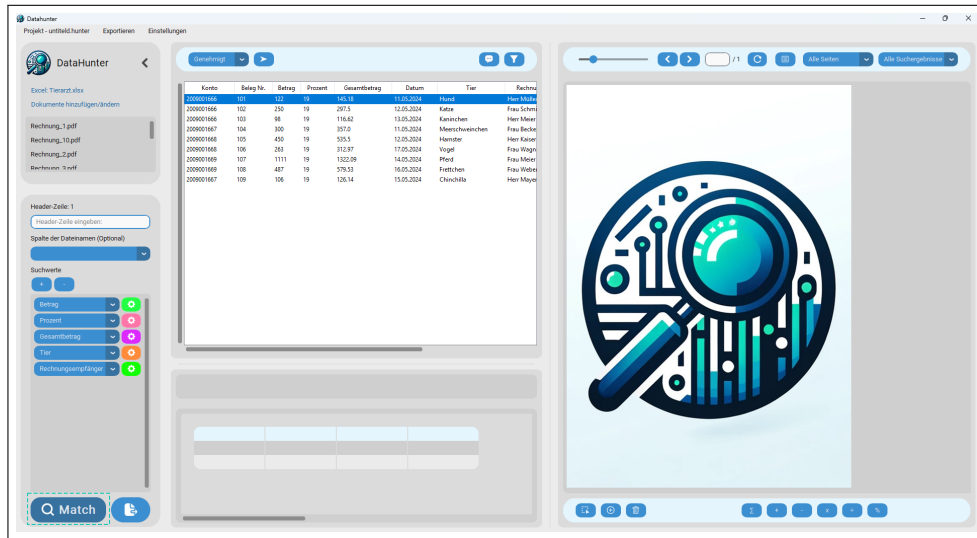 Datahunter
Projekt - untiteld.hunter Exportieren Einstellungen
DataHunter
Excel: Tierarzt.xlsx
Dokumente hinzufügen/ändern
Rechnung_1.pdf
Rechnung_10.pdf
Rechnung_2.pdf
Rechnung_3.pdf
Header-Zeile: 1
Header-Zeile eingeben:
Spalte der Dateinamen (Optional)
Suchwerte
+ -
Betrag
Prozent
Gesamtbetrag
Tier
Rechnungsempfänger
Match
Genehmigt
Konto Beleg Nr. Betrag Prozent Gesamtbetrag Datum Tier Rechnu
2009001666 101 122 19 145.18 11.05.2024 Hund Herr Mülle
2009001666 102 250 19 297.5 12.05.2024 Katze Frau Schmi
2009001666 103 98 19 116.62 13.05.2024 Kaninchen Herr Meier
2009001667 104 300 19 357.0 11.05.2024 Meerschweinchen Frau Becke
2009001668 105 450 19 535.5 12.05.2024 Hamster Herr Kaiser
2009001668 106 263 19 312.97 17.05.2024 Vogel Frau Wagn
2009001669 107 1111 19 1322.09 14.05.2024 Pferd Frau Meier
2009001669 108 487 19 579.53 16.05.2024 Frettchen Frau Weber
2009001667 109 106 19 126.14 15.05.2024 Chinchilla Herr Mayer
/1 Alle Seiten Alle Suchergebnisse
Σ + - x ÷ %